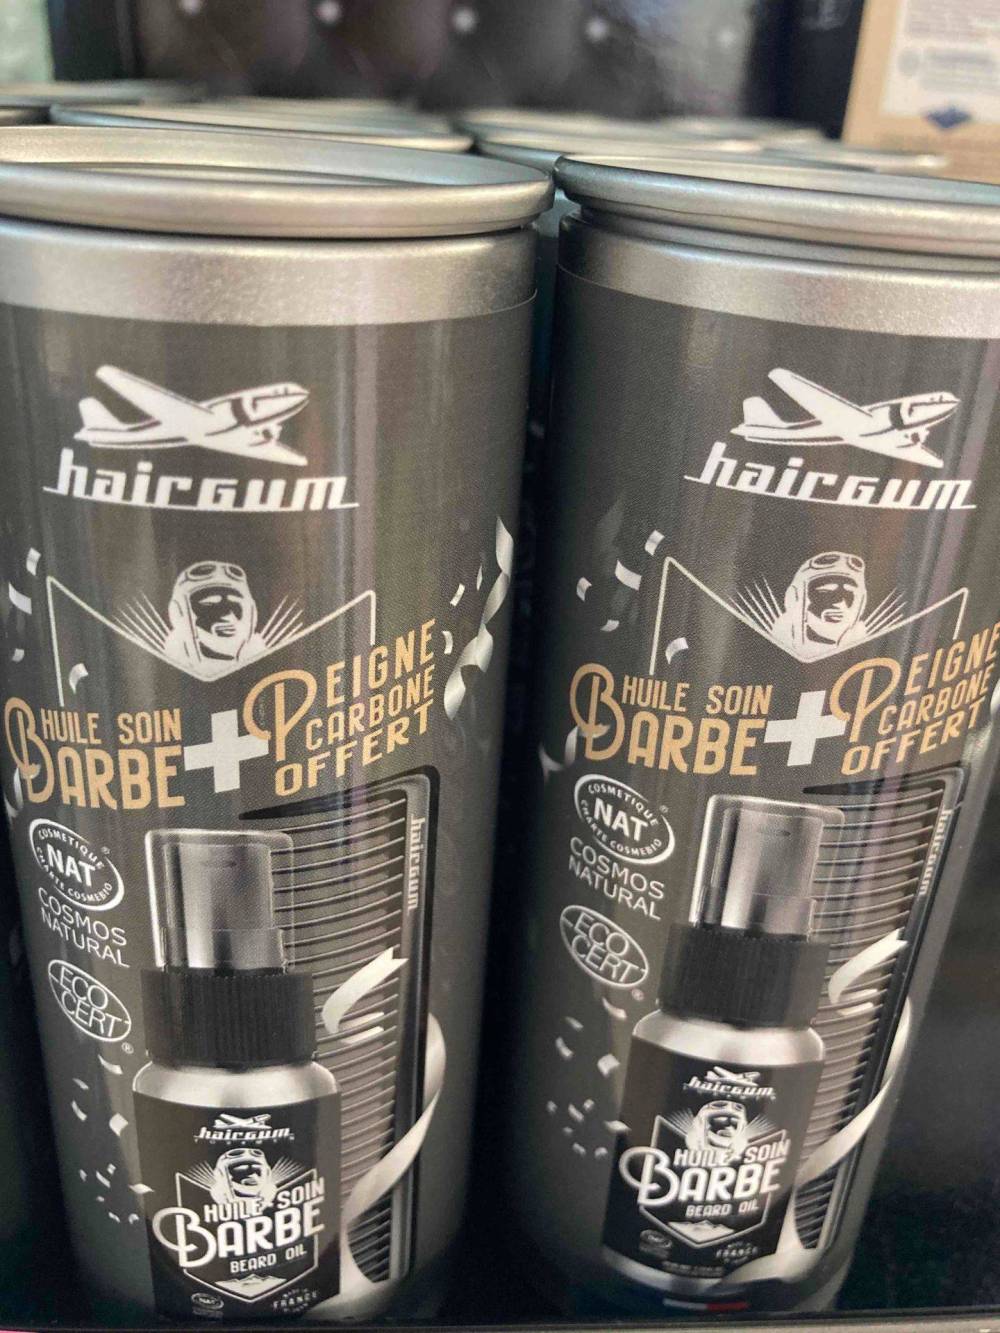 hairgum
HUILE SOIN
BARBE
+
PEIGNE
CARBONE
OFFERT
hairgum
COSMETIQUE
NAT
CHARTE COSMEBIO
COSMOS
NATURAL
ECO
CERT
hairgum
HUILE SOIN
BARBE
BEARD OIL
FRANCE
hairgum
HUILE SOIN
BARBE
+
PEIGNE
CARBONE
OFFERT
hairgum
COSMETIQUE
NAT
CHARTE COSMEBIO
COSMOS
NATURAL
ECO
CERT
hairgum
HUILE SOIN
BARBE
BEARD OIL
FRANCE